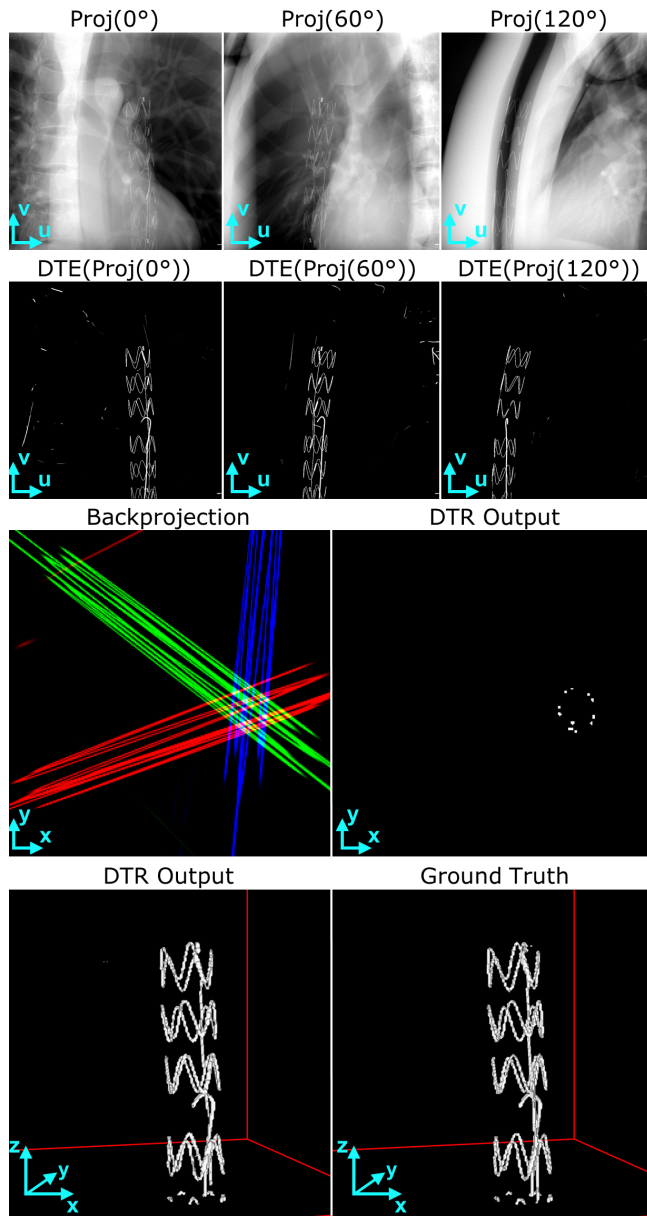 Proj(0°) Proj(60°) Proj(120°)
v v v
u u u
DTE(Proj(0°)) DTE(Proj(60°)) DTE(Proj(120°))
v v v
u u u
Backprojection DTR Output
y y
x x
DTR Output Ground Truth
z z
y y
x x